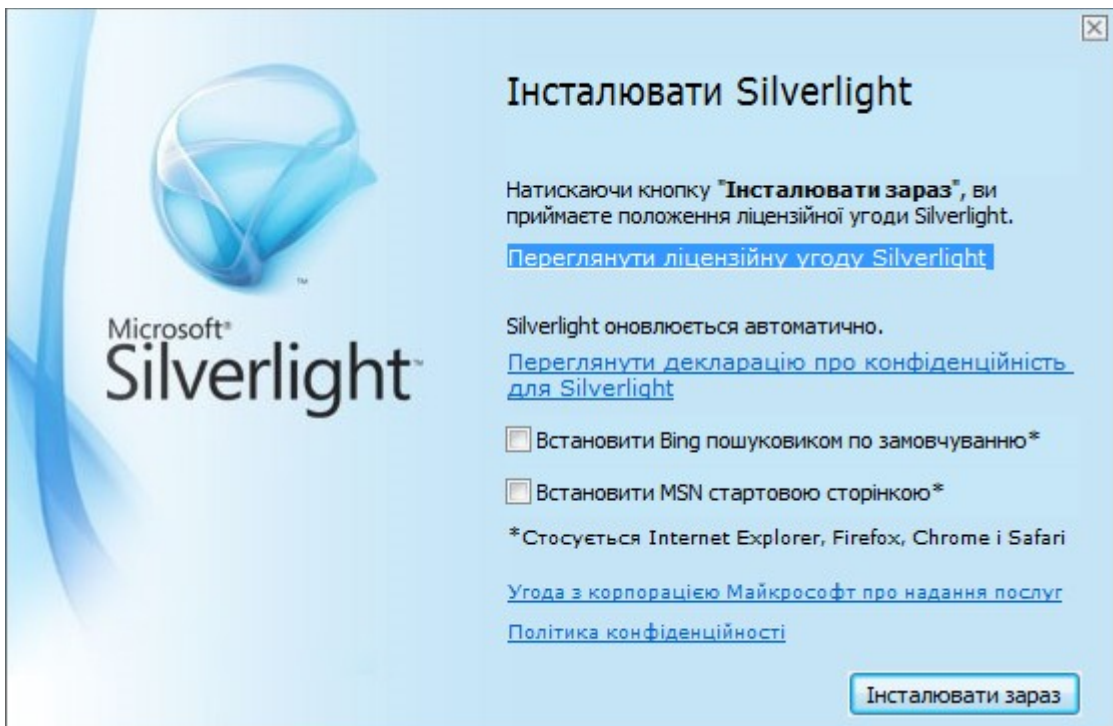 Інсталювати Silverlight
Натискаючи кнопку "Інсталювати зараз", ви
приймаєте положення ліцензійної угоди Silverlight.
Переглянути ліцензійну угоду Silverlight
™
Microsoft®
Silverlight™
Silverlight оновлюється автоматично.
Переглянути декларацію про конфіденційність
для Silverlight
Встановити Bing пошуковиком по замовчуванню*
Встановити MSN стартовою сторінкою*
*Стосується Internet Explorer, Firefox, Chrome і Safari
Угода з корпорацією Майкрософт про надання послуг
Політика конфіденційності
Інсталювати зараз